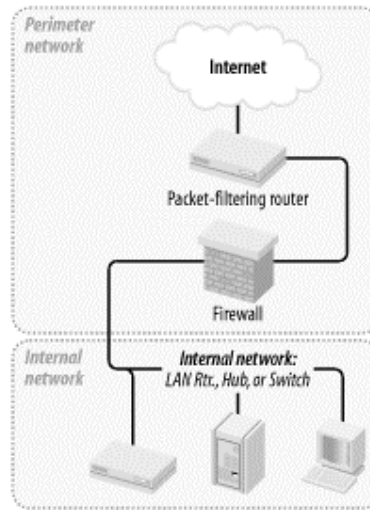 Perimeter
network
Internet
Packet-filtering router
Firewall
Internal
network
Internal network:
LAN Rtr., Hub, or Switch